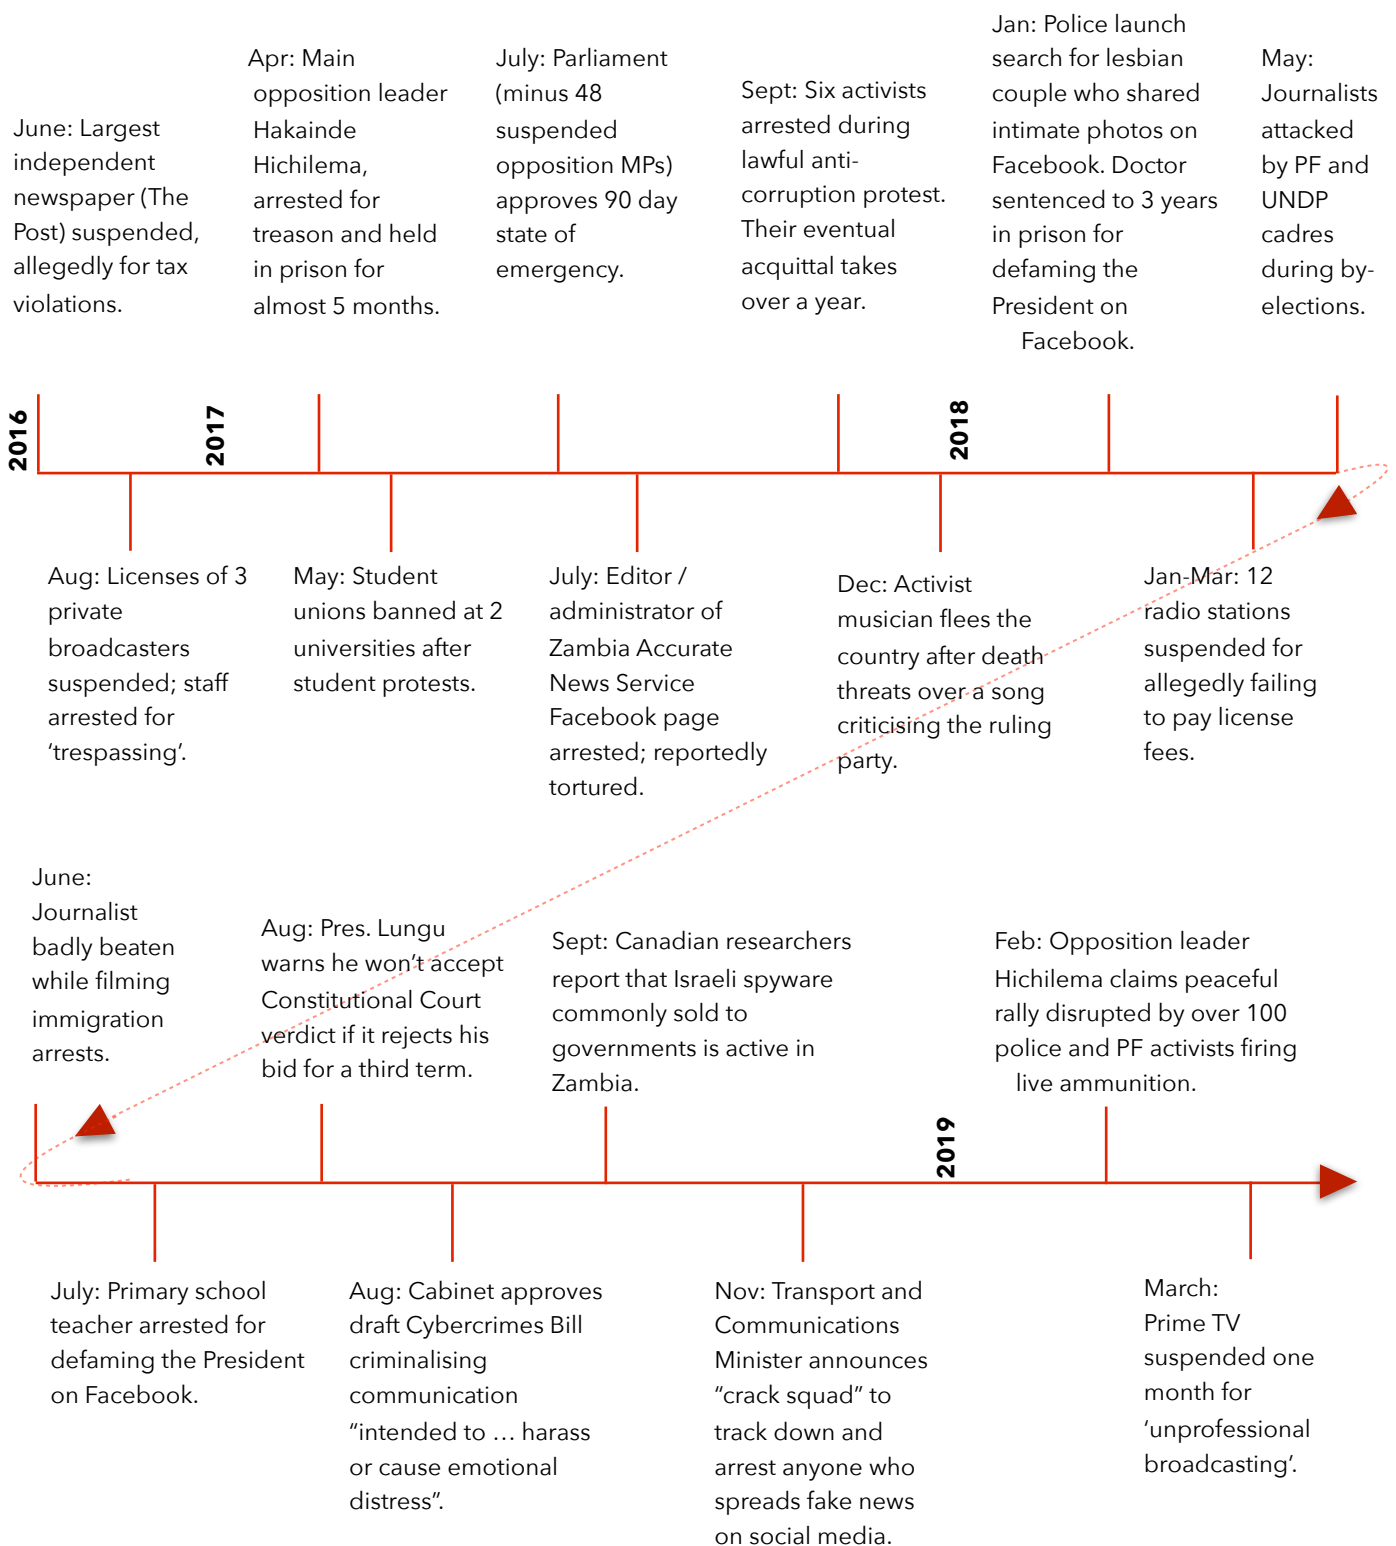 June: Largest
independent
newspaper (The
Post) suspended,
allegedly for tax
violations.
Apr: Main
opposition leader
Hakainde
Hichilema,
arrested for
treason and held
in prison for
almost 5 months.
July: Parliament
(minus 48
suspended
opposition MPs)
approves 90 day
state of
emergency.
Sept: Six activists
arrested during
lawful anti-
corruption protest.
Their eventual
acquittal takes
over a year.
Jan: Police launch
search for lesbian
couple who shared
intimate photos on
Facebook. Doctor
sentenced to 3 years
in prison for
defaming the
President on
Facebook.
May:
Journalists
attacked
by PF and
UNDP
cadres
during by-
elections.
2016
2017
2018
Aug: Licenses of 3
private
broadcasters
suspended; staff
arrested for
‘trespassing’.
May: Student
unions banned at 2
universities after
student protests.
July: Editor /
administrator of
Zambia Accurate
News Service
Facebook page
arrested; reportedly
tortured.
Dec: Activist
musician flees the
country after death
threats over a song
criticising the ruling
party.
Jan-Mar: 12
radio stations
suspended for
allegedly failing
to pay license
fees.
June:
Journalist
badly beaten
while filming
immigration
arrests.
Aug: Pres. Lungu
warns he won’t accept
Constitutional Court
verdict if it rejects his
bid for a third term.
Sept: Canadian researchers
report that Israeli spyware
commonly sold to
governments is active in
Zambia.
Feb: Opposition leader
Hichilema claims peaceful
rally disrupted by over 100
police and PF activists firing
live ammunition.
2019
July: Primary school
teacher arrested for
defaming the President
on Facebook.
Aug: Cabinet approves
draft Cybercrimes Bill
criminalising
communication
“intended to … harass
or cause emotional
distress”.
Nov: Transport and
Communications
Minister announces
“crack squad” to
track down and
arrest anyone who
spreads fake news
on social media.
March:
Prime TV
suspended one
month for
‘unprofessional
broadcasting’.